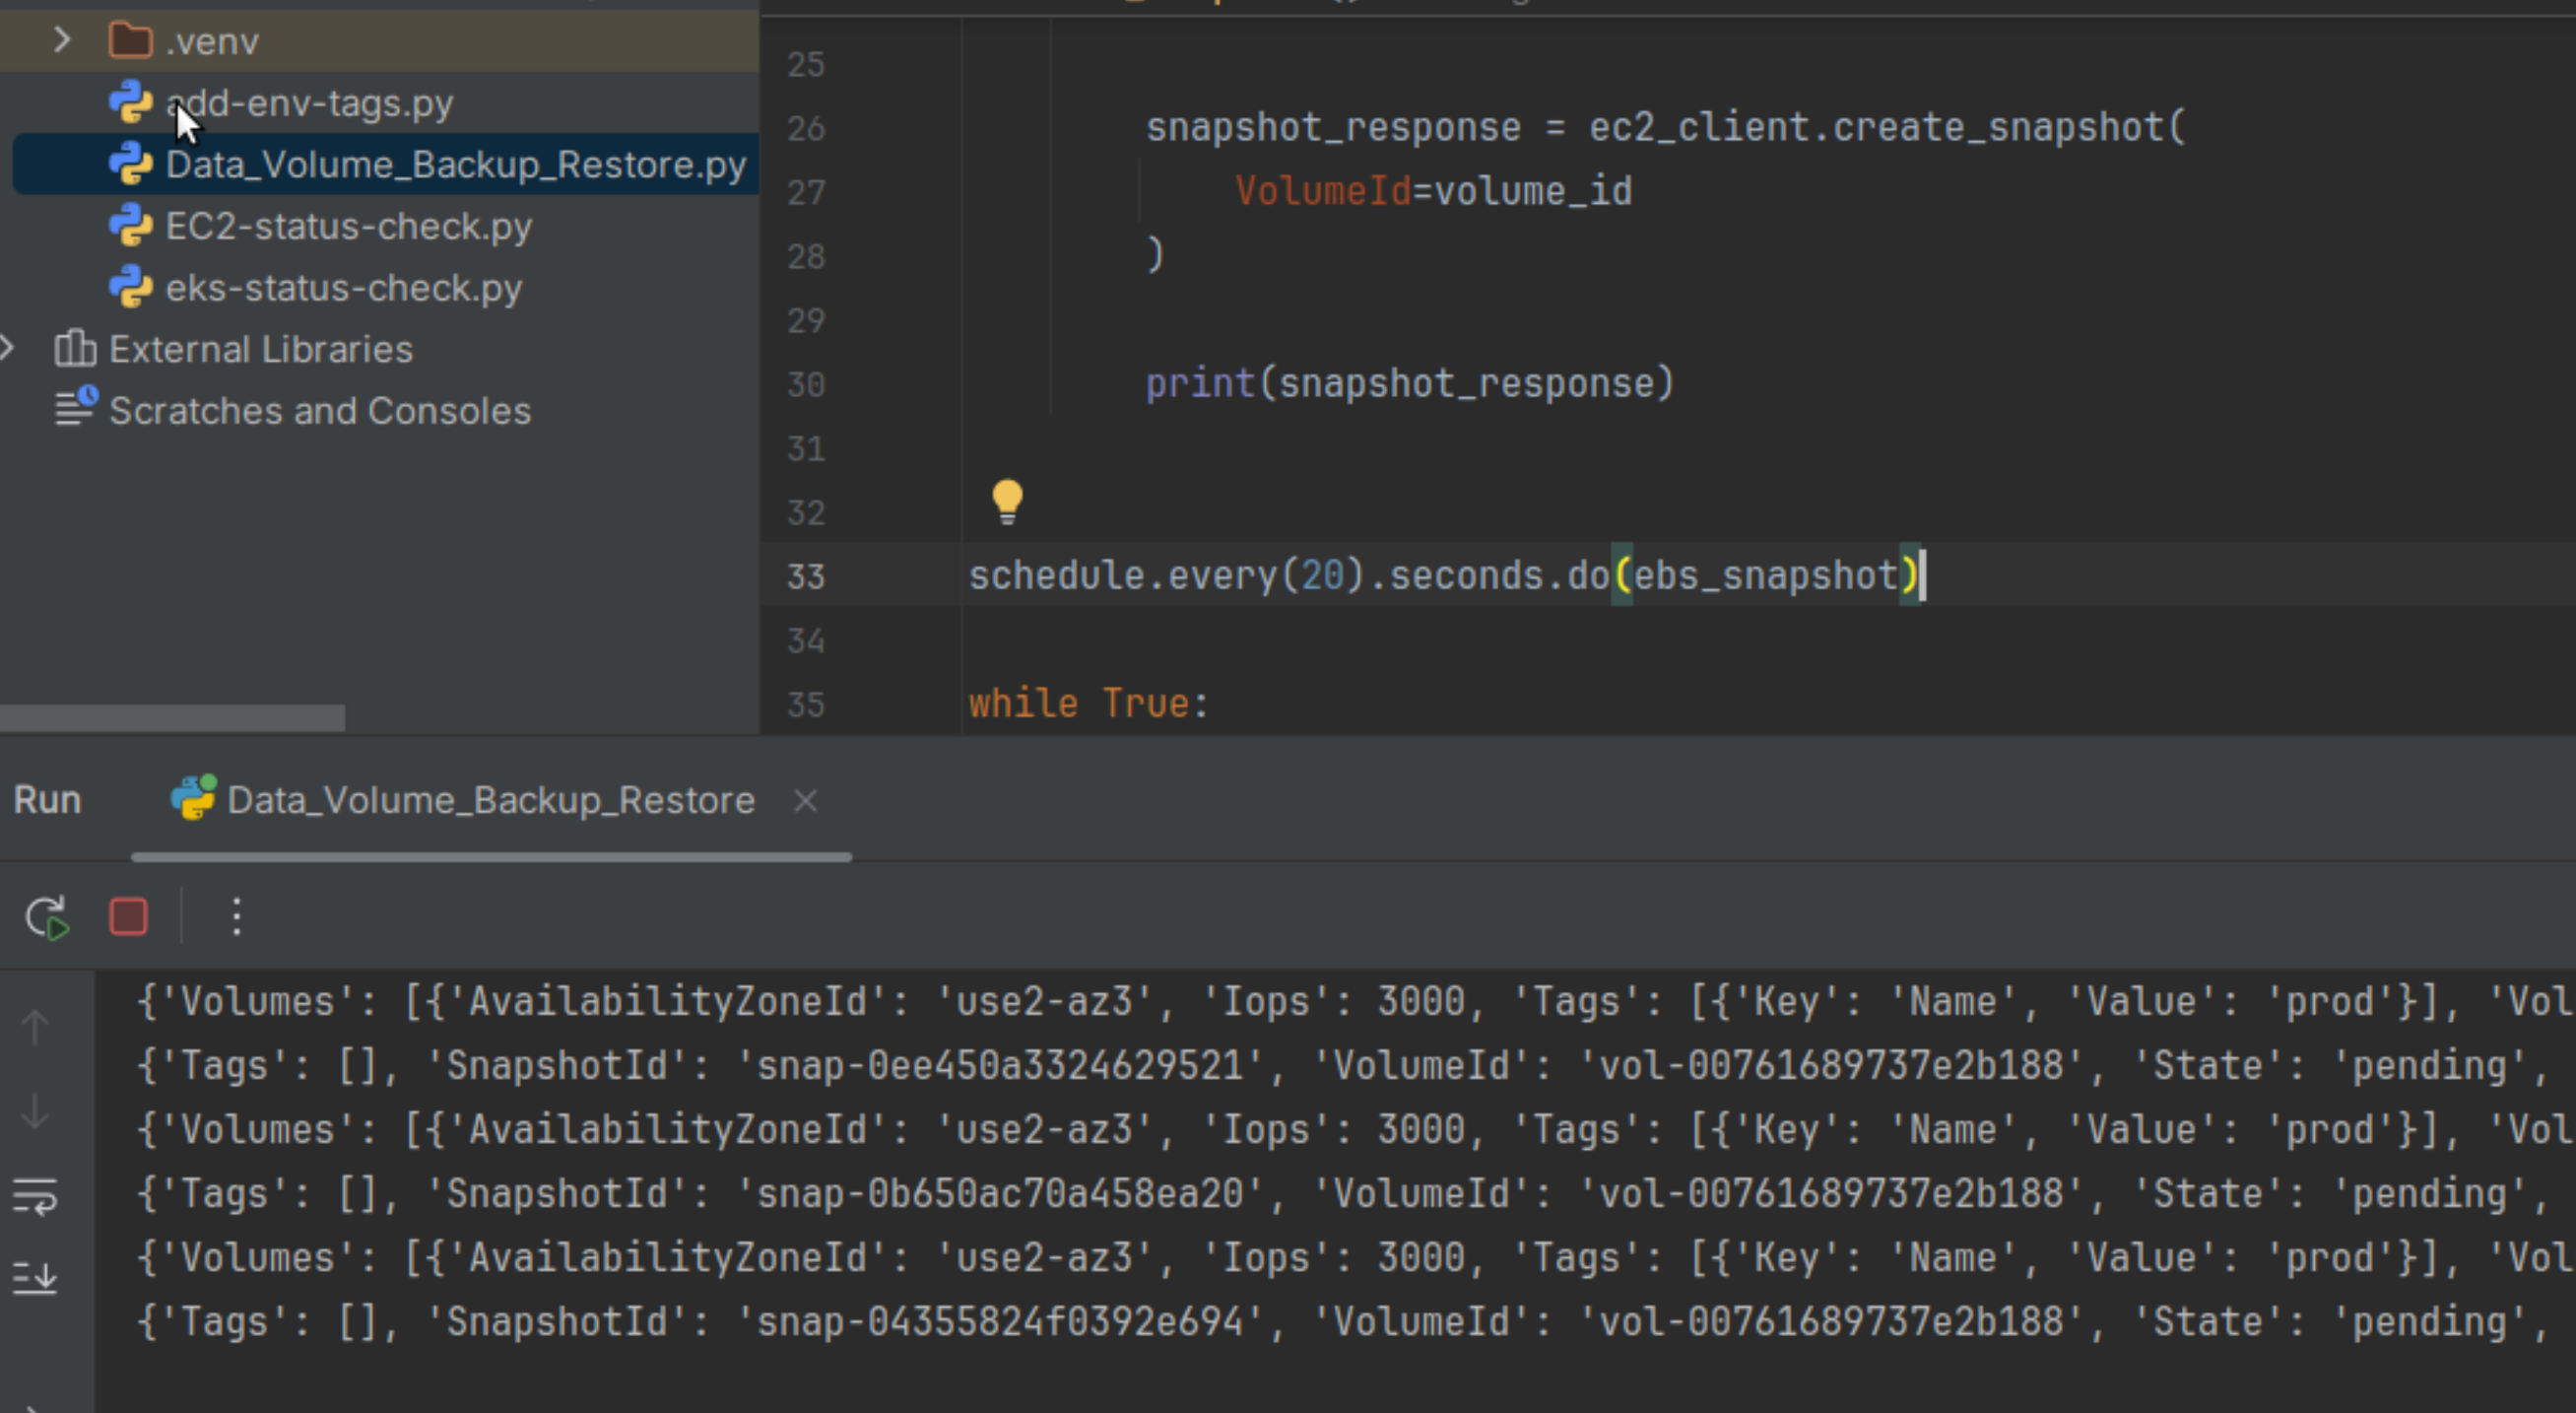 .venv
add-env-tags.py
Data_Volume_Backup_Restore.py
EC2-status-check.py
eks-status-check.py
External Libraries
Scratches and Consoles
25
26 snapshot_response = ec2_client.create_snapshot(
27 VolumeId=volume_id
28 )
29
30 print(snapshot_response)
31
32
33 schedule.every(20).seconds.do(ebs_snapshot)
34
35 while True:
Run Data_Volume_Backup_Restore
{'Volumes': [{'AvailabilityZoneId': 'use2-az3', 'Iops': 3000, 'Tags': [{'Key': 'Name', 'Value': 'prod'}], 'Vol
{'Tags': [], 'SnapshotId': 'snap-0ee450a3324629521', 'VolumeId': 'vol-00761689737e2b188', 'State': 'pending',
{'Volumes': [{'AvailabilityZoneId': 'use2-az3', 'Iops': 3000, 'Tags': [{'Key': 'Name', 'Value': 'prod'}], 'Vol
{'Tags': [], 'SnapshotId': 'snap-0b650ac70a458ea20', 'VolumeId': 'vol-00761689737e2b188', 'State': 'pending',
{'Volumes': [{'AvailabilityZoneId': 'use2-az3', 'Iops': 3000, 'Tags': [{'Key': 'Name', 'Value': 'prod'}], 'Vol
{'Tags': [], 'SnapshotId': 'snap-04355824f0392e694', 'VolumeId': 'vol-00761689737e2b188', 'State': 'pending',